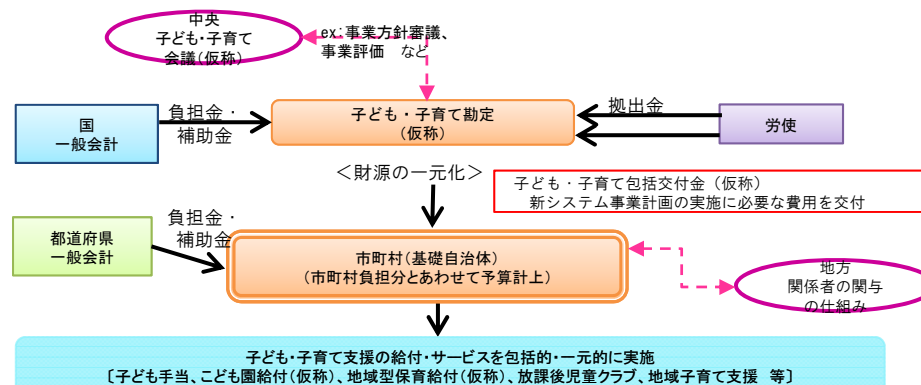 中央
子ども・子育て
会議(仮称)
ex:事業方針審議、
事業評価　など
国
一般会計
負担金・
補助金
子ども・子育て勘定
(仮称)
拠出金
労使
＜財源の一元化＞
子ども・子育て包括交付金（仮称）
新システム事業計画の実施に必要な費用を交付
都道府県
一般会計
負担金・
補助金
市町村(基礎自治体)
(市町村負担分とあわせて予算計上)
地方
関係者の関与
の仕組み
子ども・子育て支援の給付・サービスを包括的・一元的に実施
〔子ども手当、こども園給付(仮称)、地域型保育給付(仮称)、放課後児童クラブ、地域子育て支援　等〕